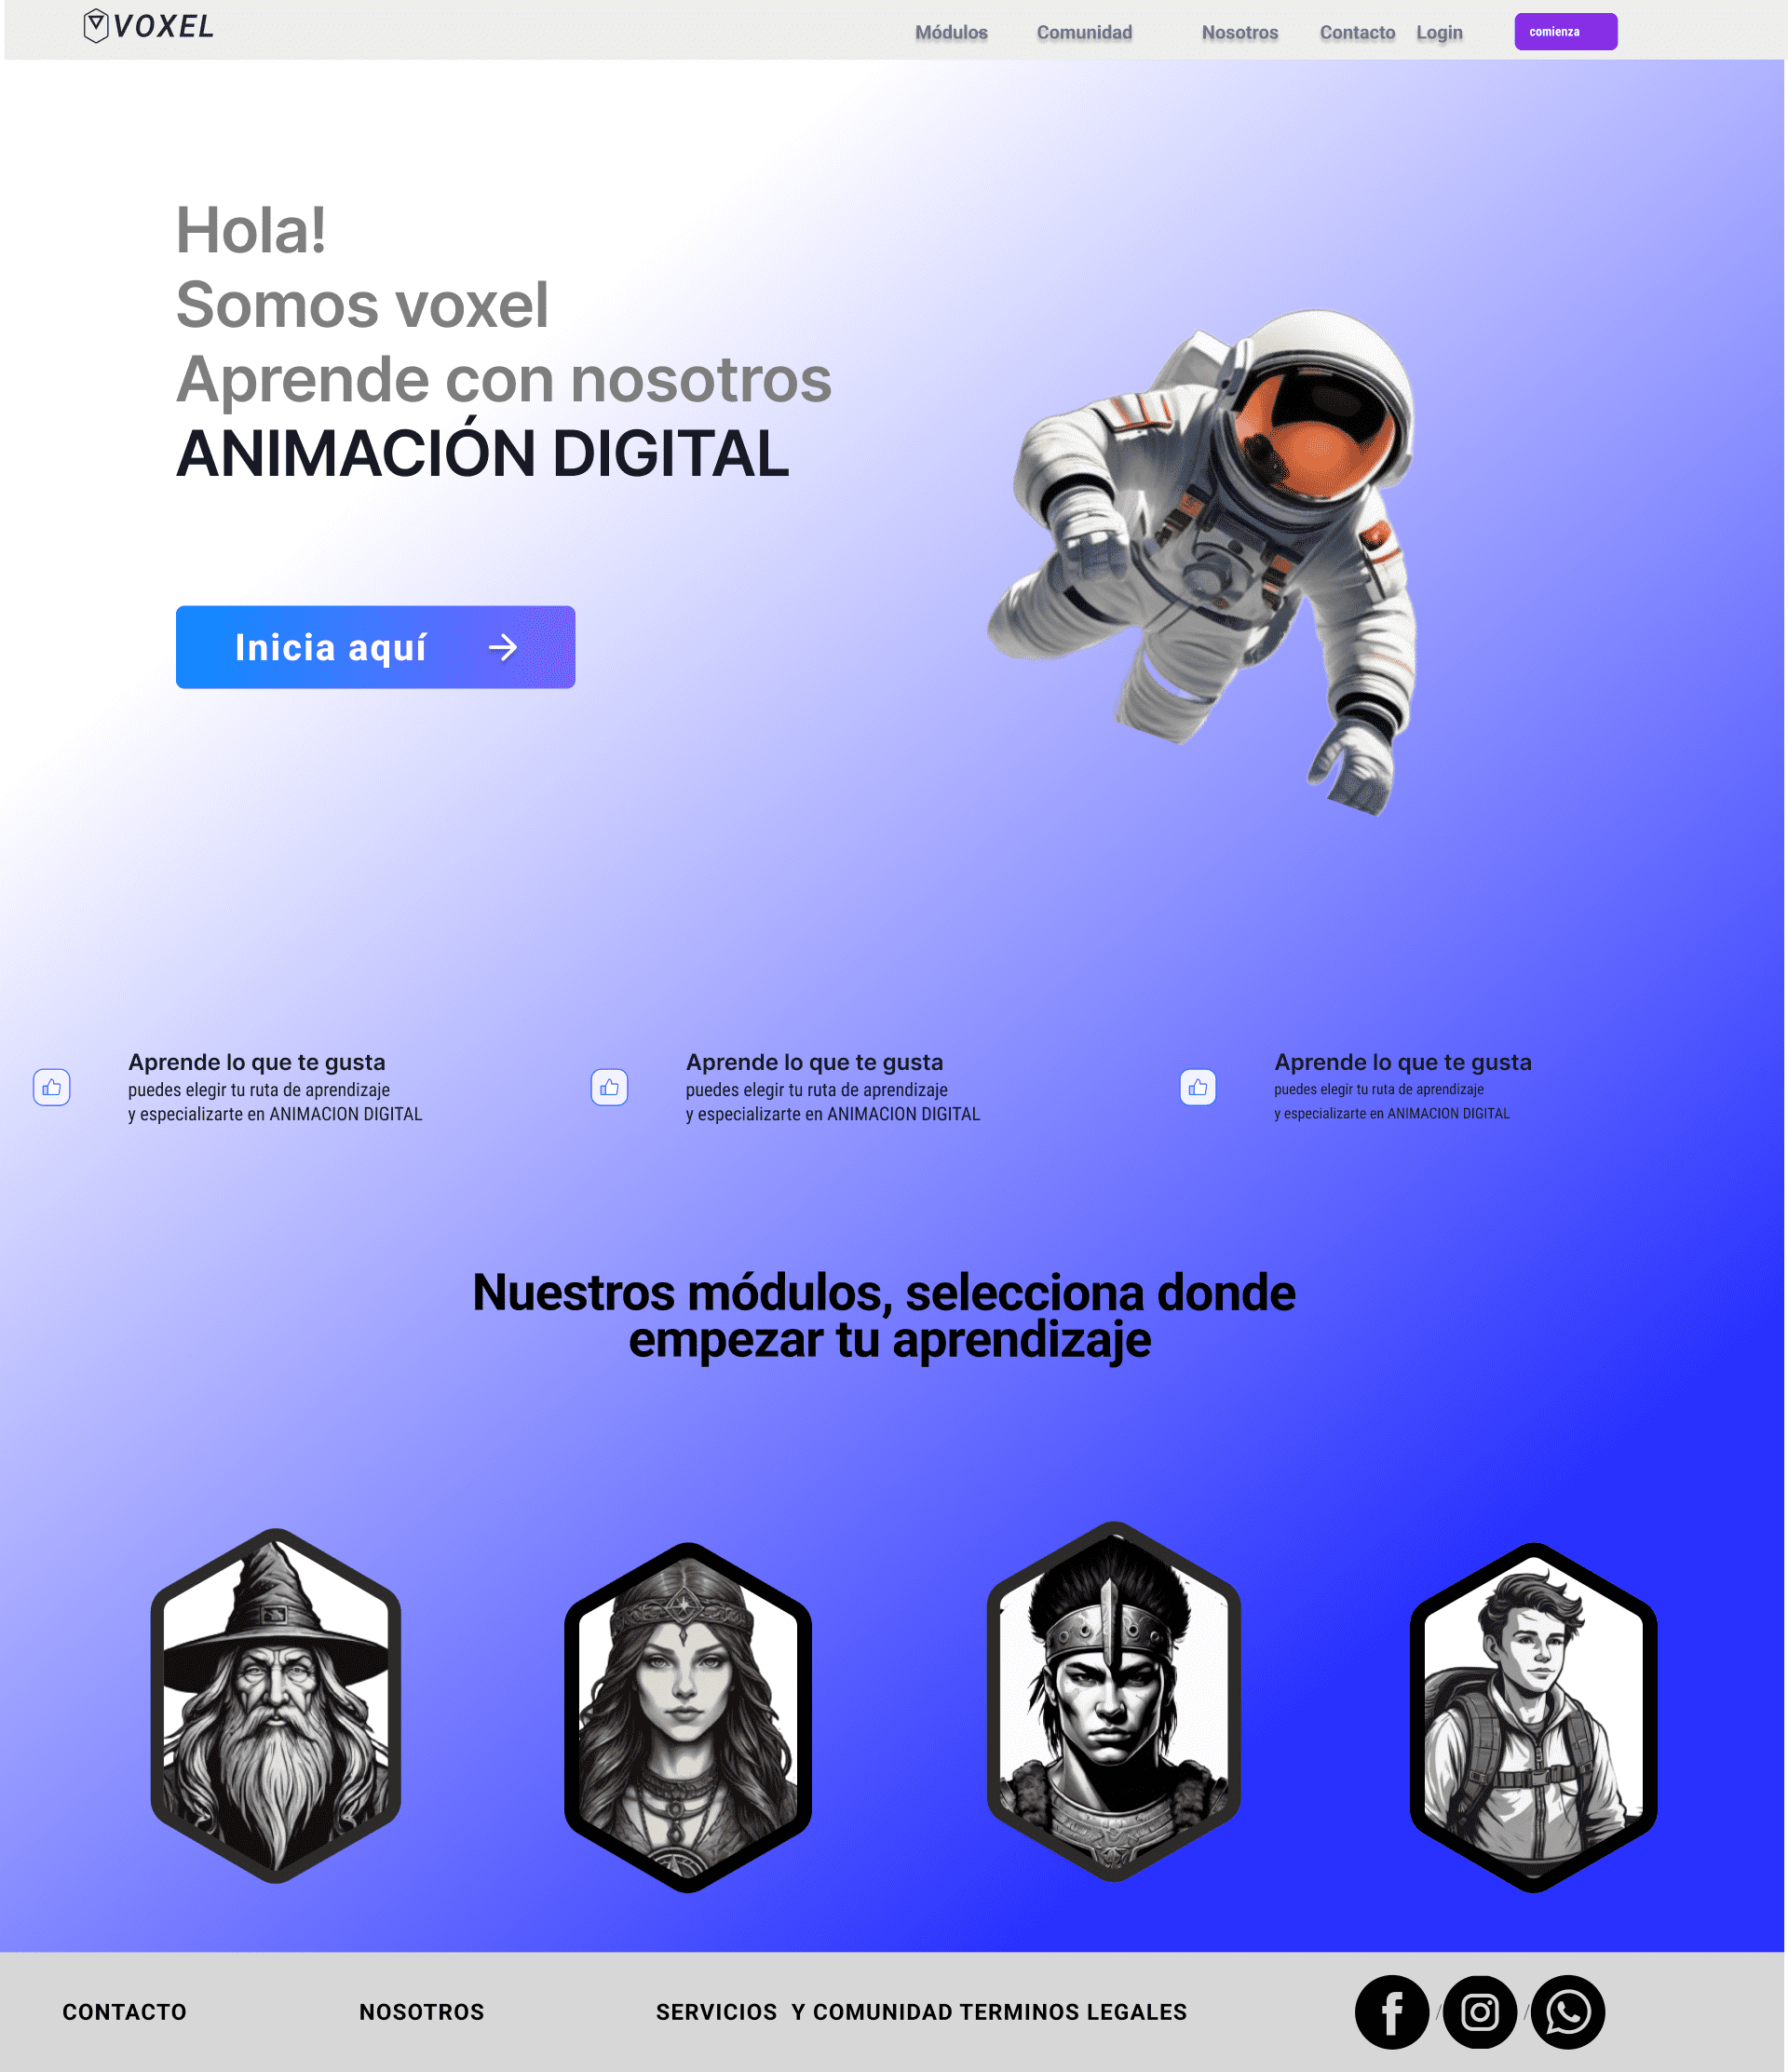 VOXEL
Módulos Comunidad Nosotros Contacto Login comienza
Hola!
Somos voxel
Aprende con nosotros
ANIMACIÓN DIGITAL
Inicia aquí
Aprende lo que te gusta
puedes elegir tu ruta de aprendizaje
y especializarte en ANIMACION DIGITAL
Aprende lo que te gusta
puedes elegir tu ruta de aprendizaje
y especializarte en ANIMACION DIGITAL
Aprende lo que te gusta
puedes elegir tu ruta de aprendizaje
y especializarte en ANIMACION DIGITAL
Nuestros módulos, selecciona donde
empezar tu aprendizaje
CONTACTO NOSOTROS SERVICIOS Y COMUNIDAD TERMINOS LEGALES / /